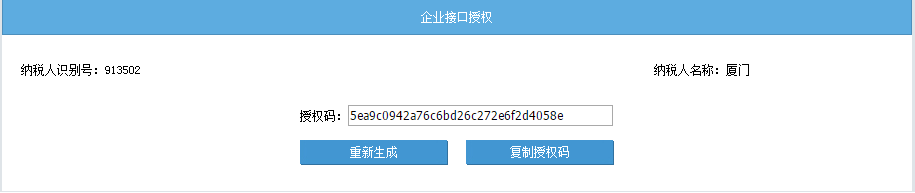 企业接口授权
纳税人识别号：913502
纳税人名称：厦门
授权码：5ea9c0942a76c6bd26c272e6f2d4058e
重新生成
复制授权码